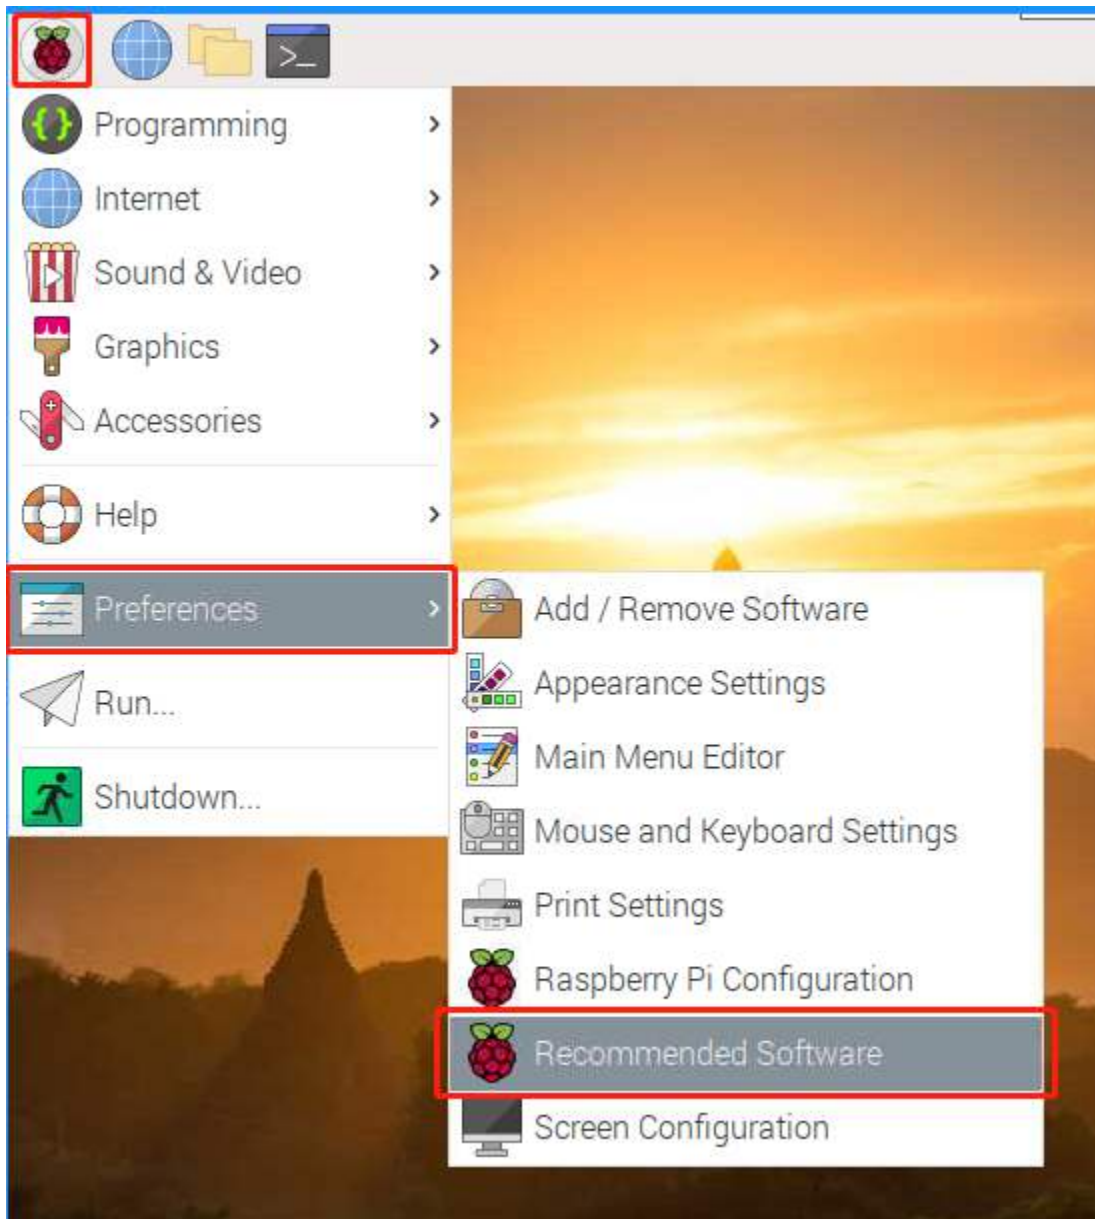 >_
Programming
Internet
Sound & Video
Graphics
Accessories
Help
Preferences
Run...
Shutdown...
Add / Remove Software
Appearance Settings
Main Menu Editor
Mouse and Keyboard Settings
Print Settings
Raspberry Pi Configuration
Recommended Software
Screen Configuration